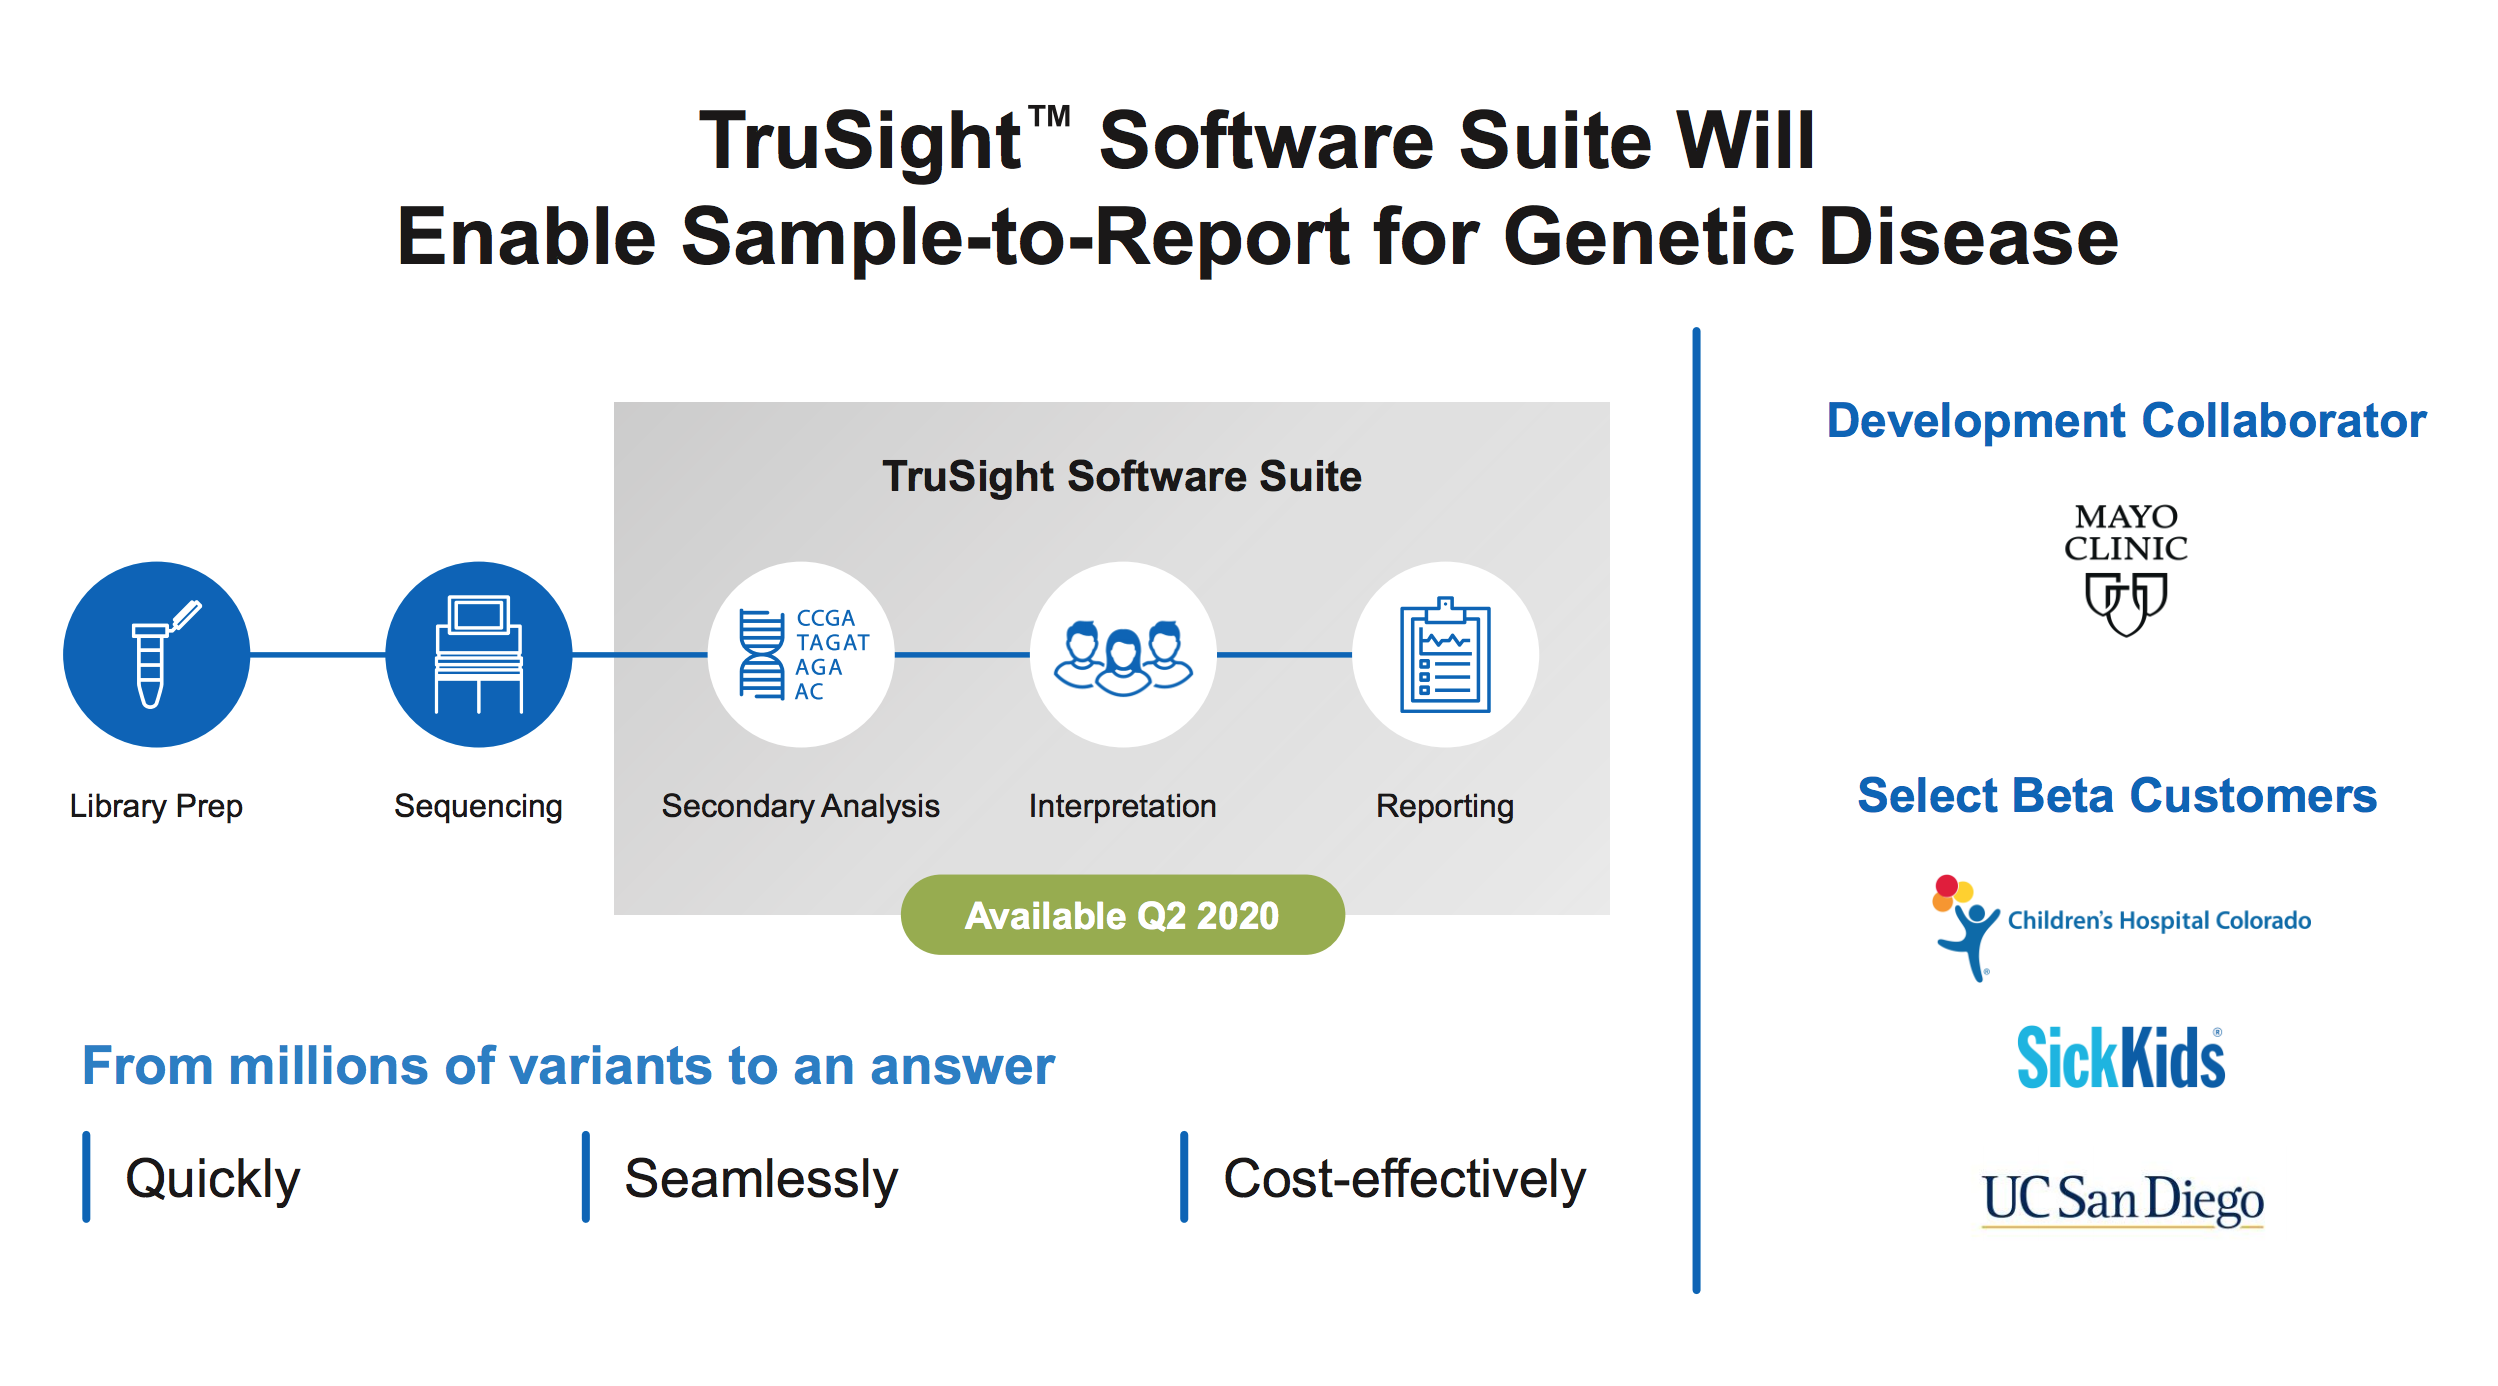 TruSight™ Software Suite Will
Enable Sample-to-Report for Genetic Disease
TruSight Software Suite
CCGA
TAGAT
AGA
AC
Library Prep
Sequencing
Secondary Analysis
Interpretation
Reporting
Available Q2 2020
From millions of variants to an answer
Quickly
Seamlessly
Cost-effectively
Development Collaborator
MAYO
CLINIC
Select Beta Customers
Children's Hospital Colorado
®
SickKids®
UC San Diego